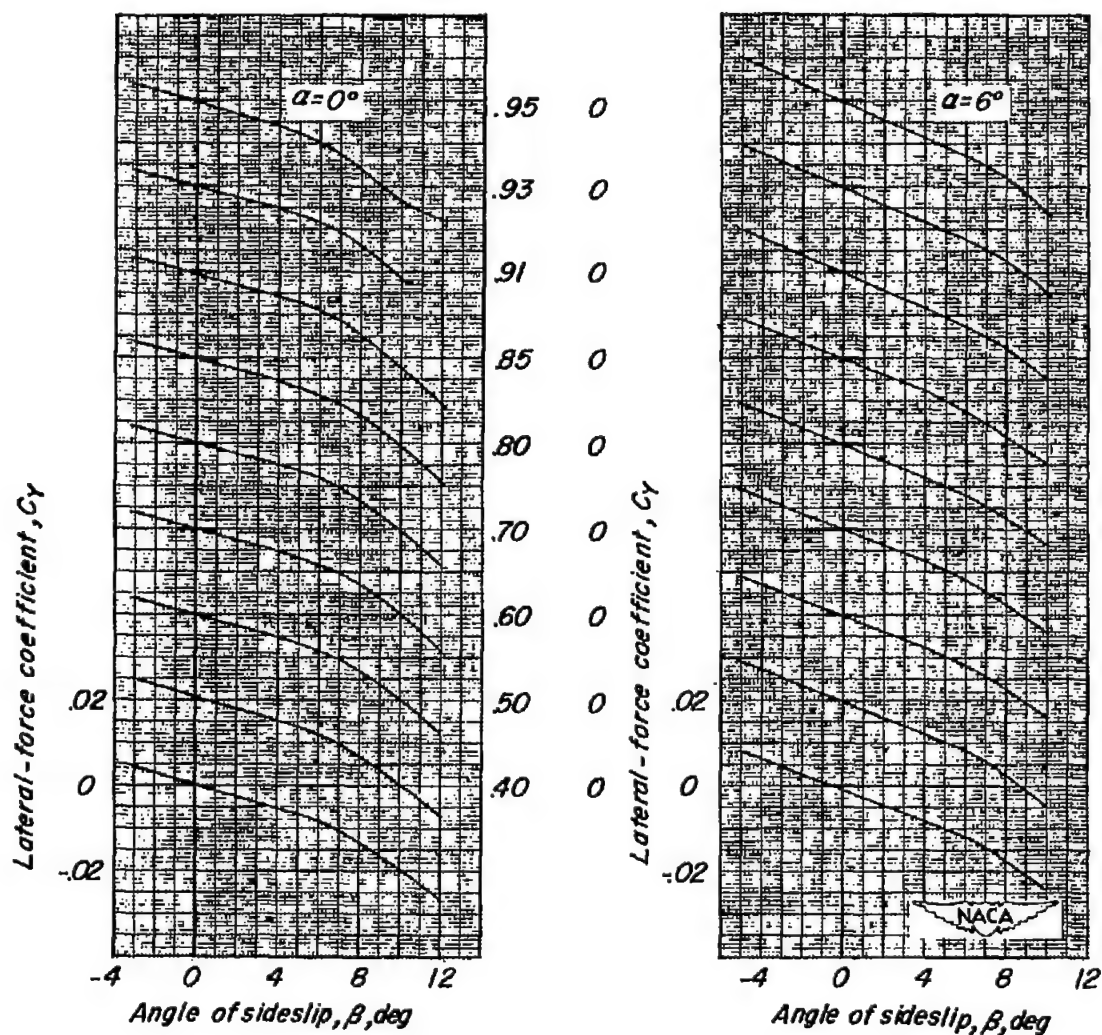 α=0°
.95 0
.93 0
.91 0
.85 0
.80 0
.70 0
.60 0
.50 0
.40 0
Lateral-force coefficient, Cγ
.02
0
-.02
-4 0 4 8 12
Angle of sideslip, β, deg
α=6°
Lateral-force coefficient, Cγ
.02
0
-.02
-4 0 4 8 12
Angle of sideslip, β, deg
NACA